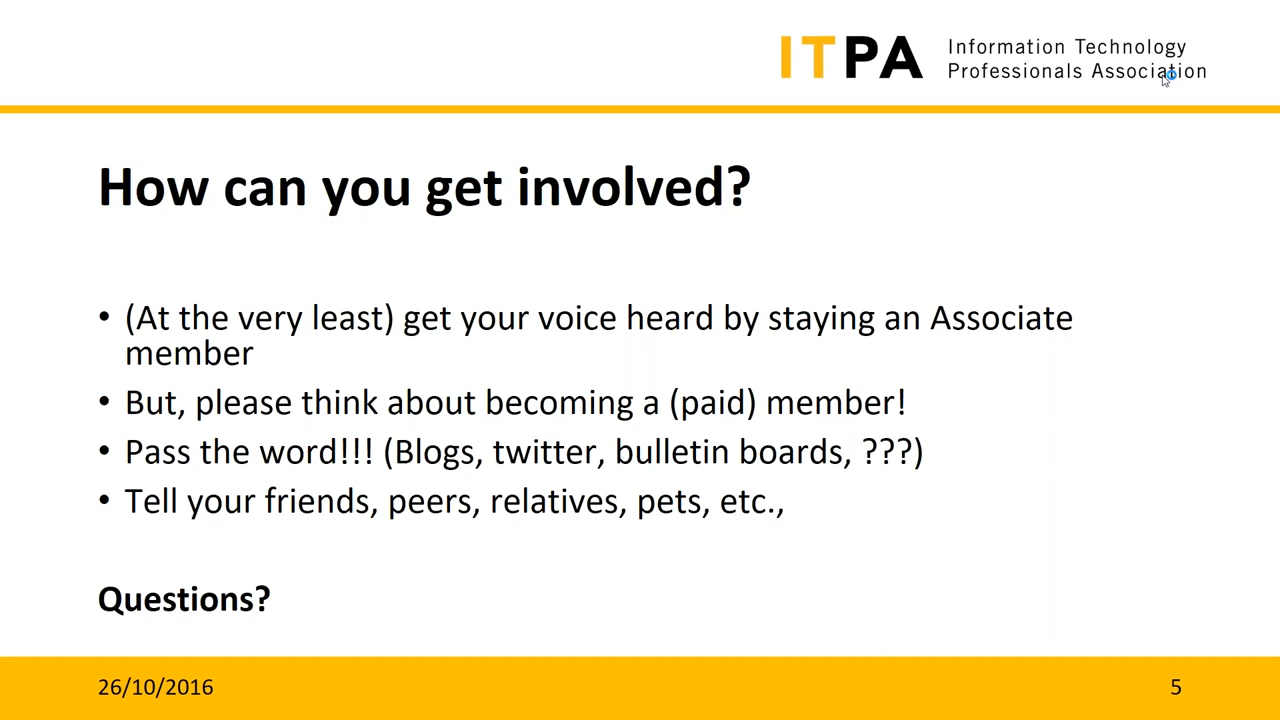 ITPA
Information Technology
Professionals Association
How can you get involved?
• (At the very least) get your voice heard by staying an Associate
member
• But, please think about becoming a (paid) member!
• Pass the word!!! (Blogs, twitter, bulletin boards, ???)
• Tell your friends, peers, relatives, pets, etc.,
Questions?
26/10/2016
5